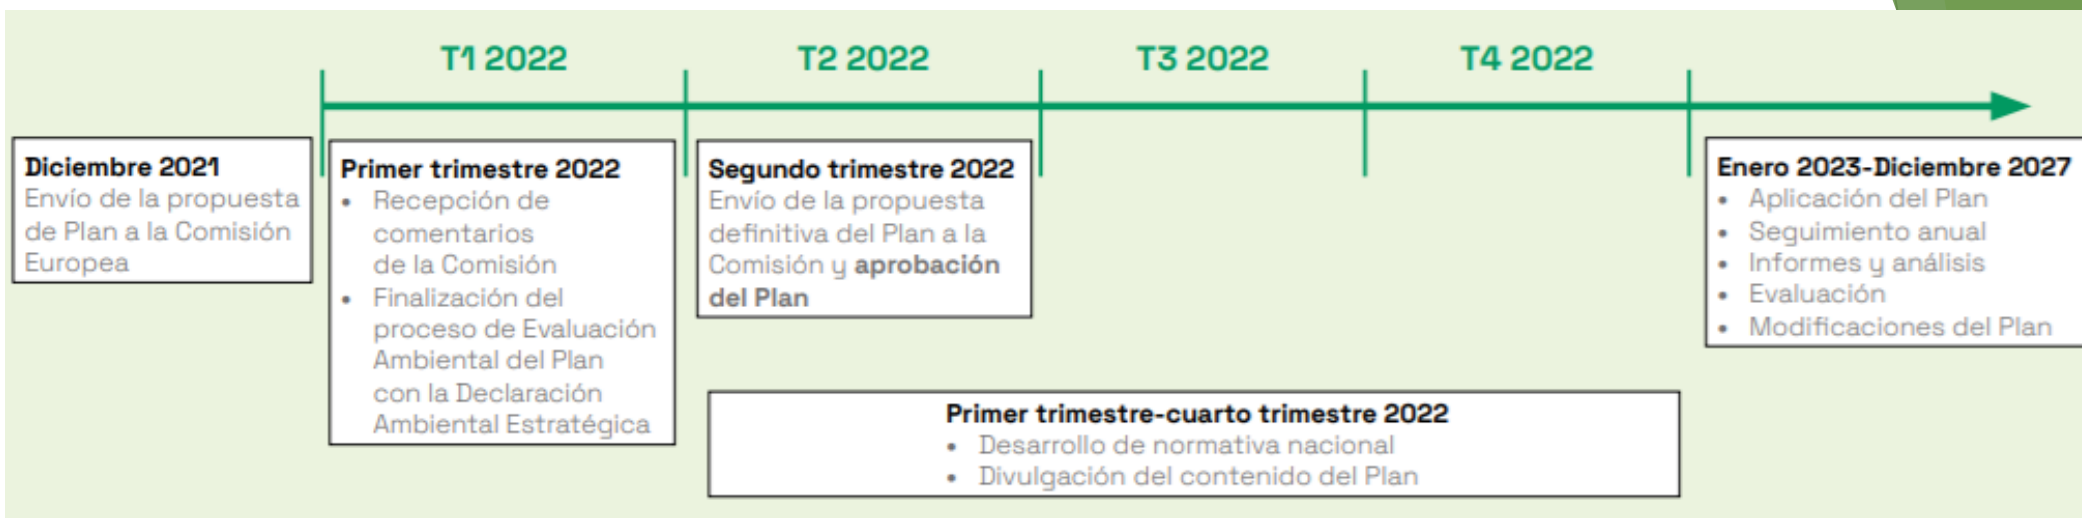 T1 2022
T2 2022
T3 2022
T4 2022
Diciembre 2021
Envío de la propuesta
de Plan a la Comisión
Europea
Primer trimestre 2022
• Recepción de
comentarios
de la Comisión
• Finalización del
proceso de Evaluación
Ambiental del Plan
con la Declaración
Ambiental Estratégica
Segundo trimestre 2022
Envío de la propuesta
definitiva del Plan a la
Comisión y aprobación
del Plan
Primer trimestre-cuarto trimestre 2022
• Desarrollo de normativa nacional
• Divulgación del contenido del Plan
Enero 2023-Diciembre 2027
• Aplicación del Plan
• Seguimiento anual
• Informes y análisis
• Evaluación
• Modificaciones del Plan